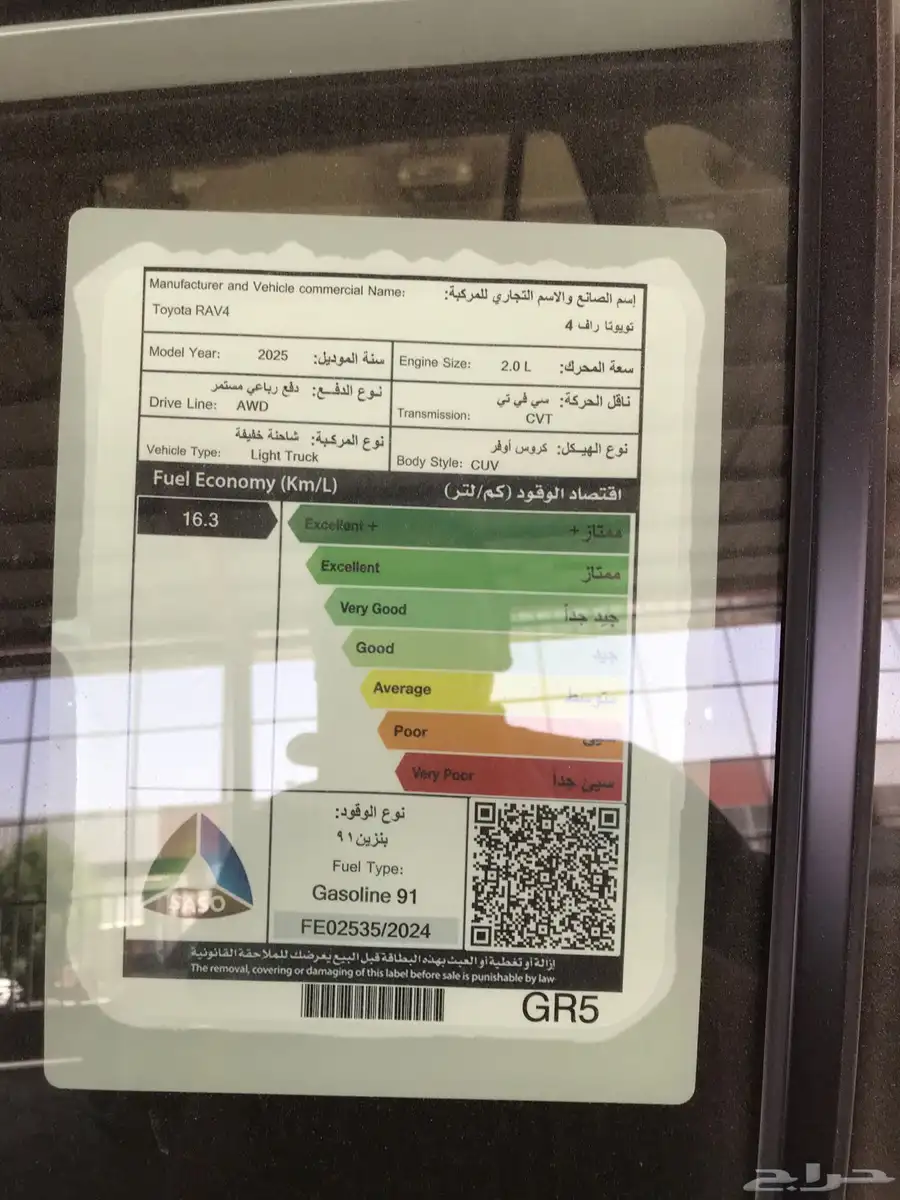 Manufacturer and Vehicle commercial Name: إسم الصانع والاسم التجاري للمركبة:
Toyota RAV4 تويوتا راف 4
Model Year: 2025 سنة الموديل:
Engine Size: 2.0 L سعة المحرك:
نوع الدفـع: دفع رباعي مستمر
Drive Line: AWD
ناقل الحركة: سي في تي
Transmission: CVT
نوع المركبة: شاحنة خفيفة
Vehicle Type: Light Truck
نوع الهيكل: كروس أوفر
Body Style: CUV
Fuel Economy (Km/L) اقتصاد الوقود (كم/لتر)
16.3
Excellent + ممتاز +
Excellent ممتاز
Very Good جيد جداً
Good جيد
Average متوسط
Poor سيئ
Very Poor سيئ جداً
نوع الوقود:
بنزين ٩١
Fuel Type:
Gasoline 91
FE02535/2024
SASO
إزالة أو تغطية أو العبث بهذه البطاقة قبل البيع يعرضك للملاحقة القانونية
The removal, covering or damaging of this label before sale is punishable by law
GR5
حراج